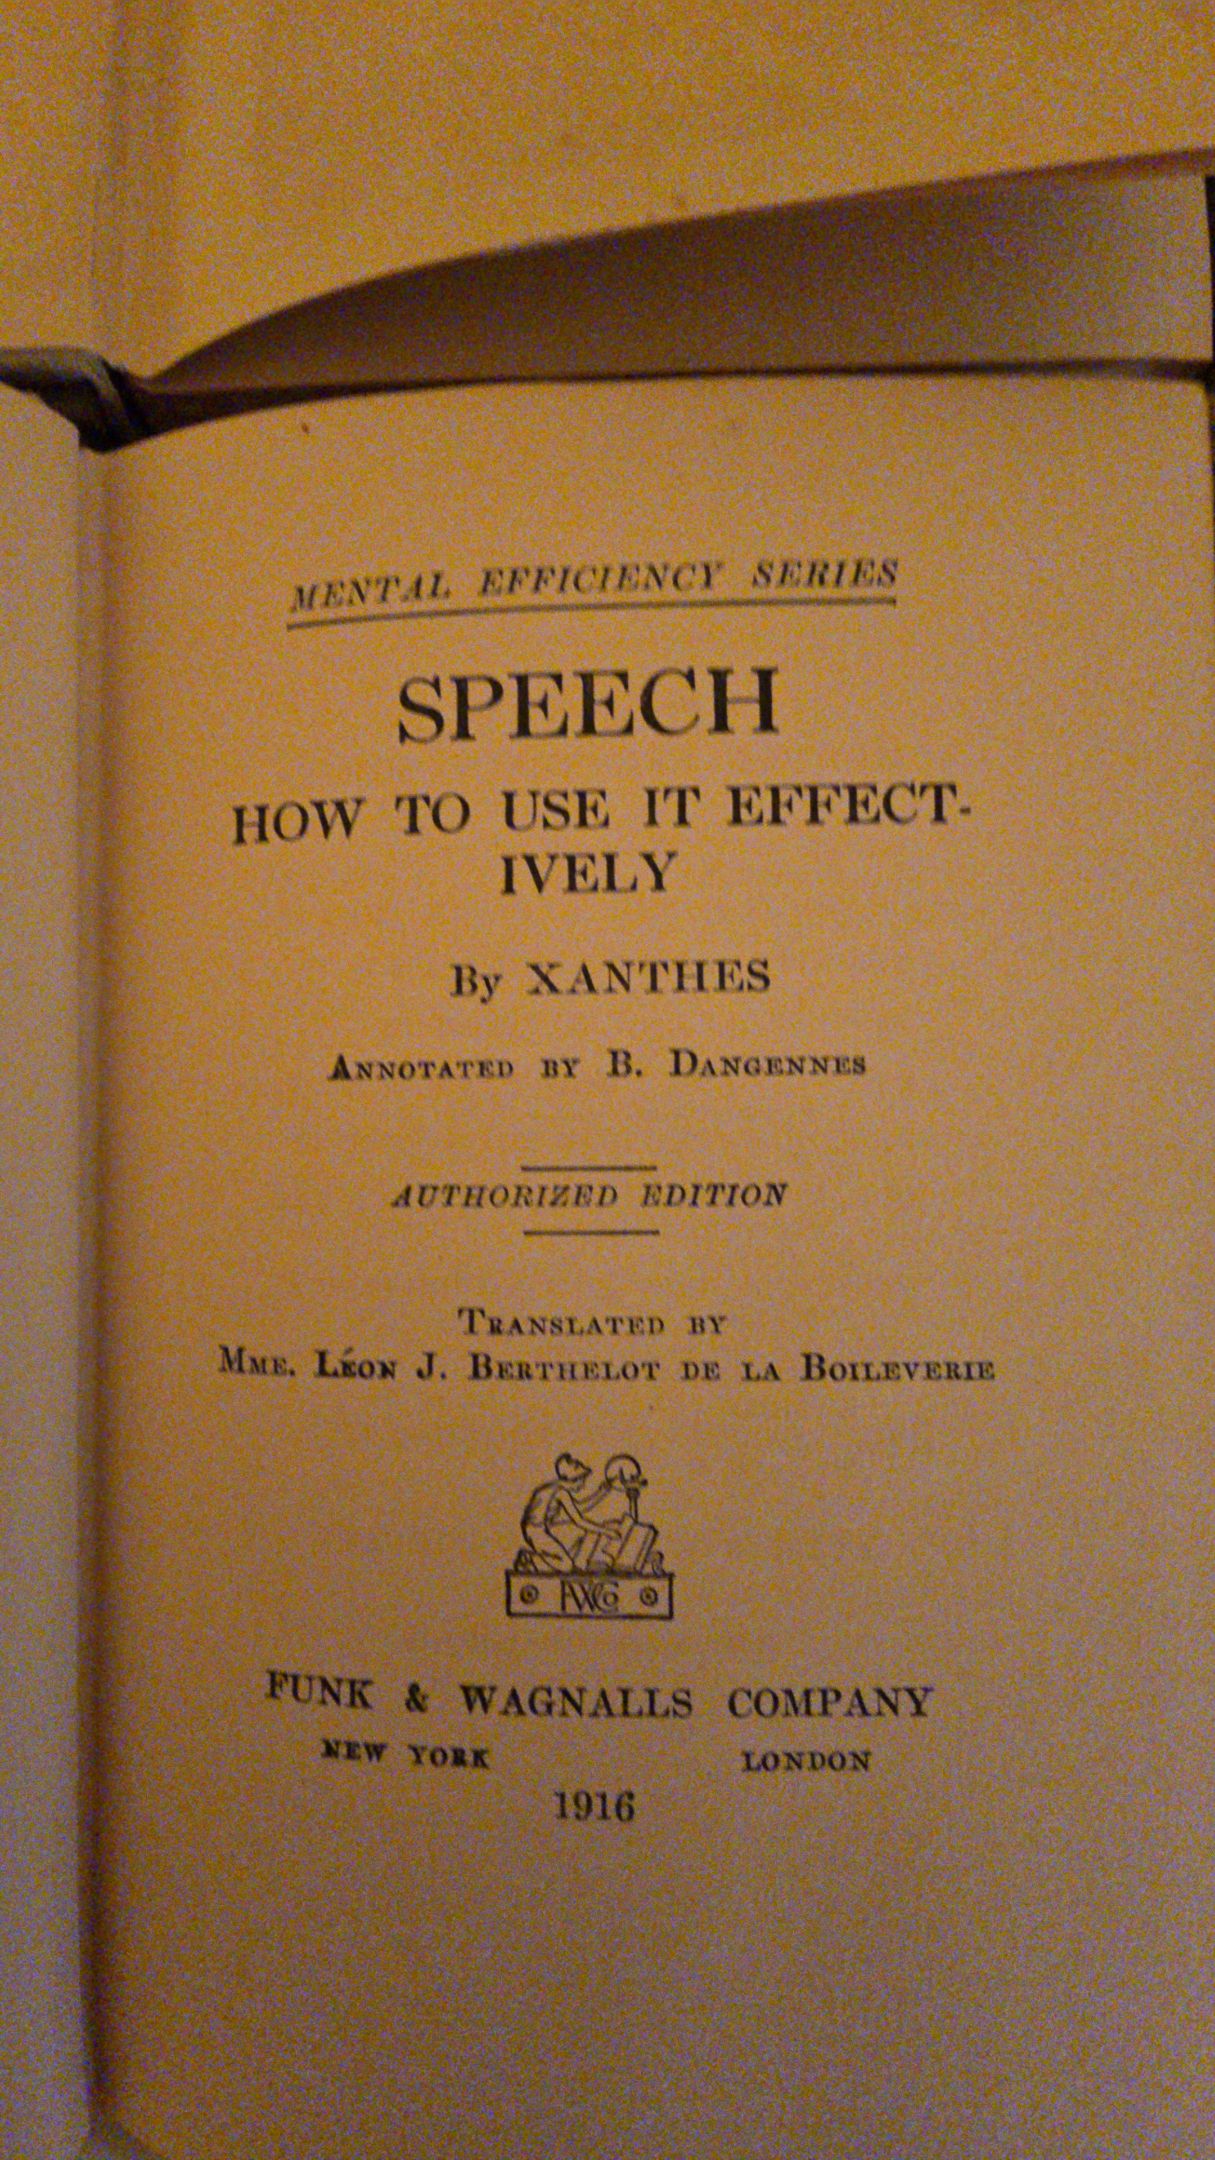 MENTAL EFFICIENCY SERIES
SPEECH
HOW TO USE IT EFFECT-
IVELY
By XANTHES
ANNOTATED BY B. DANGENNES
AUTHORIZED EDITION
TRANSLATED BY
MME. LÉON J. BERTHELOT DE LA BOILEVERIE
FWCo
FUNK & WAGNALLS COMPANY
NEW YORK LONDON
1916